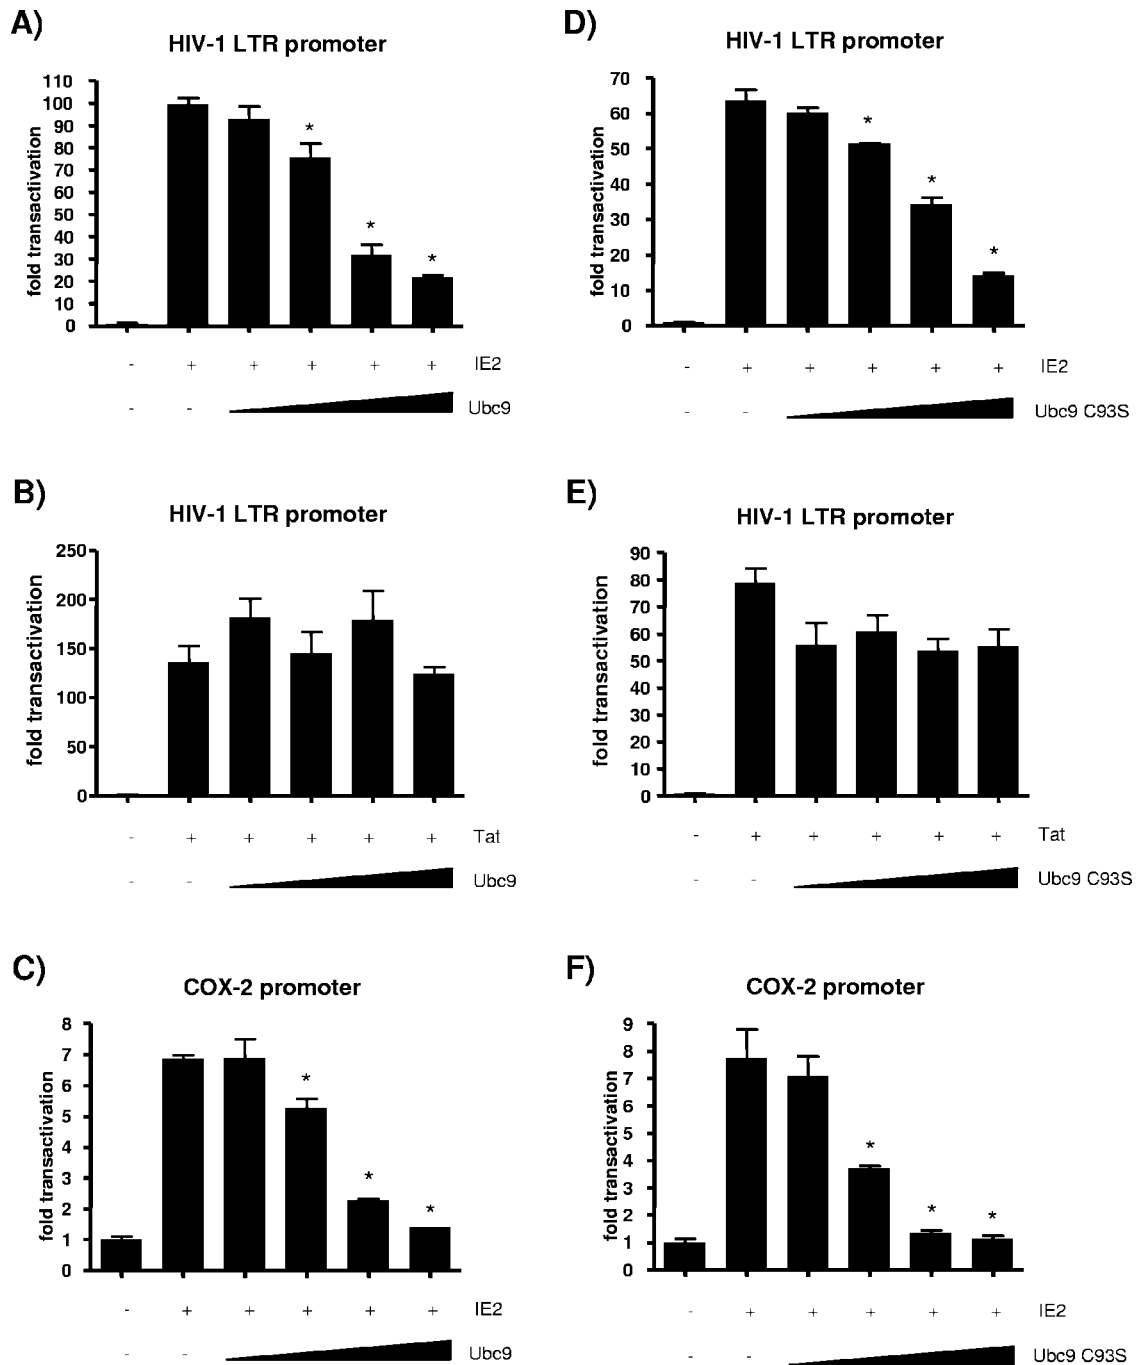 A)
HIV-1 LTR promoter
fold transactivation
110
100
90
80
70
60
50
40
30
20
10
0
*
*
*
- + + + + + IE2
- - Ubc9
D)
HIV-1 LTR promoter
fold transactivation
70
60
50
40
30
20
10
0
*
*
*
- + + + + + IE2
- - Ubc9 C93S
B)
HIV-1 LTR promoter
fold transactivation
250
200
150
100
50
0
- + + + + + Tat
- - Ubc9
E)
HIV-1 LTR promoter
fold transactivation
90
80
70
60
50
40
30
20
10
0
- + + + + + Tat
- - Ubc9 C93S
C)
COX-2 promoter
fold transactivation
8
7
6
5
4
3
2
1
0
*
*
*
- + + + + + IE2
- - Ubc9
F)
COX-2 promoter
fold transactivation
9
8
7
6
5
4
3
2
1
0
*
*
*
- + + + + + IE2
- - Ubc9 C93S